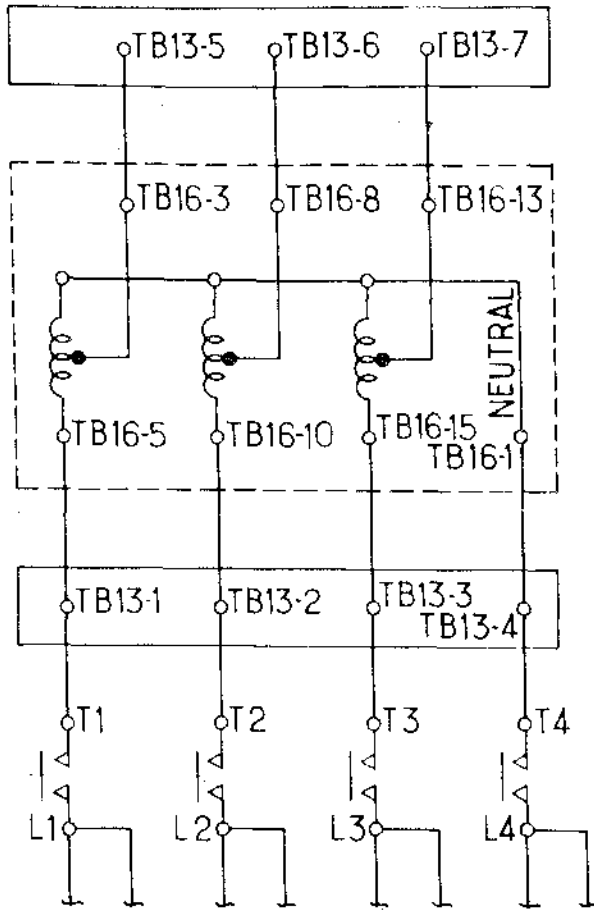 TB13-5 TB13-6 TB13-7
TB16-3 TB16-8 TB16-13
NEUTRAL
TB16-5 TB16-10 TB16-15
TB16-1
TB13-1 TB13-2 TB13-3
TB13-4
T1 T2 T3 T4
L1 L2 L3 L4